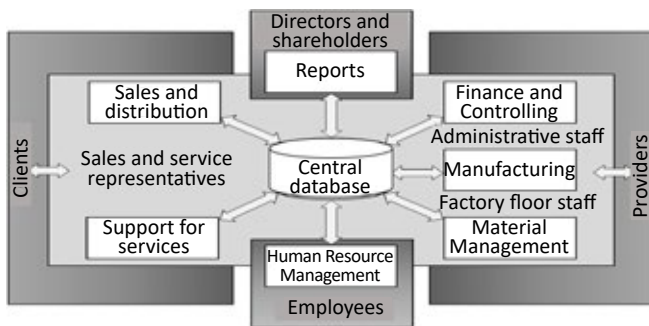 Directors and
shareholders
Reports
Sales and
distribution
Finance and
Controlling
Administrative staff
Clients
Sales and service
representatives
Central
database
Manufacturing
Providers
Factory floor staff
Support for
services
Material
Management
Human Resource
Management
Employees